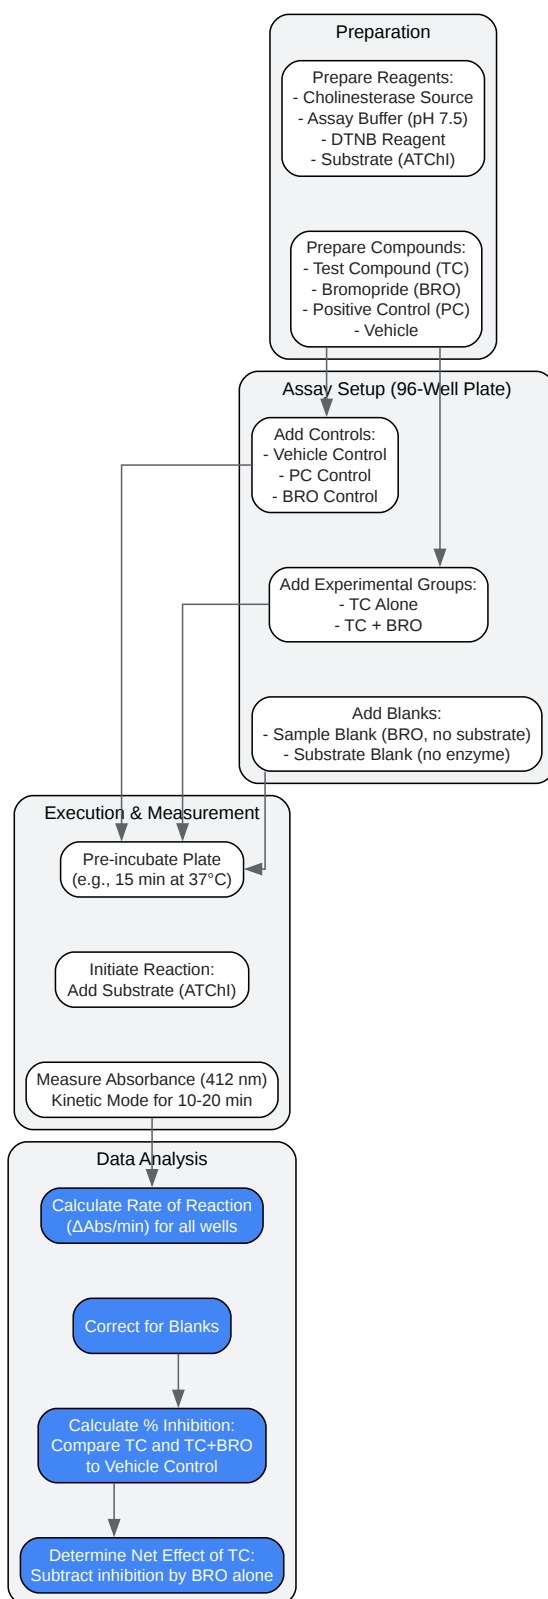 Preparation
Prepare Reagents:
- Cholinesterase Source
- Assay Buffer (pH 7.5)
- DTNB Reagent
- Substrate (ATChI)
Prepare Compounds:
- Test Compound (TC)
- Bromopride (BRO)
- Positive Control (PC)
- Vehicle
Assay Setup (96-Well Plate)
Add Controls:
- Vehicle Control
- PC Control
- BRO Control
Add Experimental Groups:
- TC Alone
- TC + BRO
Add Blanks:
- Sample Blank (BRO, no substrate)
- Substrate Blank (no enzyme)
Execution & Measurement
Pre-incubate Plate
(e.g., 15 min at 37°C)
Initiate Reaction:
Add Substrate (ATChI)
Measure Absorbance (412 nm)
Kinetic Mode for 10-20 min
Data Analysis
Calculate Rate of Reaction
(ΔAbs/min) for all wells
Correct for Blanks
Calculate % Inhibition:
Compare TC and TC+BRO
to Vehicle Control
Determine Net Effect of TC:
Subtract inhibition by BRO alone